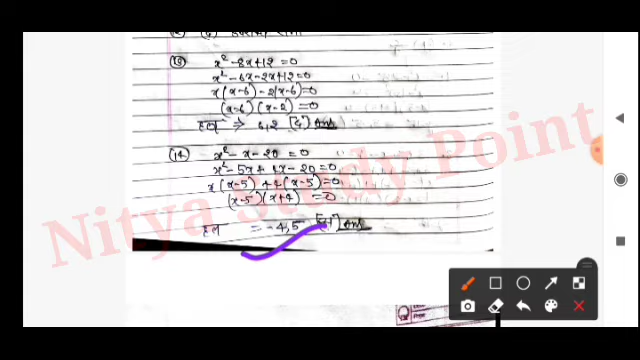 (13) x² - 8x + 12 = 0
x² - 6x - 2x + 12 = 0
x(x-6) - 2(x-6) = 0
(x-6)(x-2) = 0
हल ⇒ 6,2 Ans
(14) x² - x - 20 = 0
x² - 5x + 4x - 20 = 0
x(x-5) + 4(x-5) = 0
(x-5)(x+4) = 0
हल = -4,5 Ans
Nitya Study Point